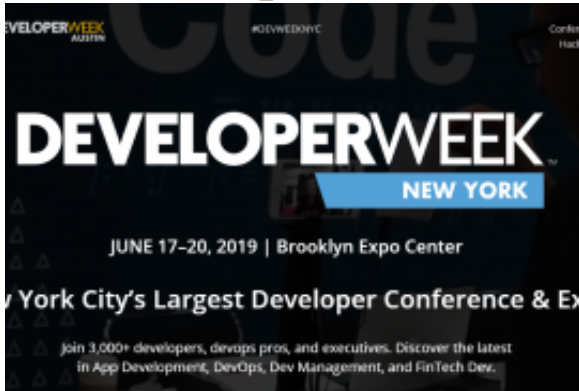 DEVELOPERWEEK
AUSTIN
#DEVWEEKNYC
Code
DEVELOPERWEEK™
NEW YORK
JUNE 17–20, 2019 | Brooklyn Expo Center
York City's Largest Developer Conference &
Join 3,000+ developers, devops pros, and executives. Discover the latest
in App Development, DevOps, Dev Management, and FinTech Dev.